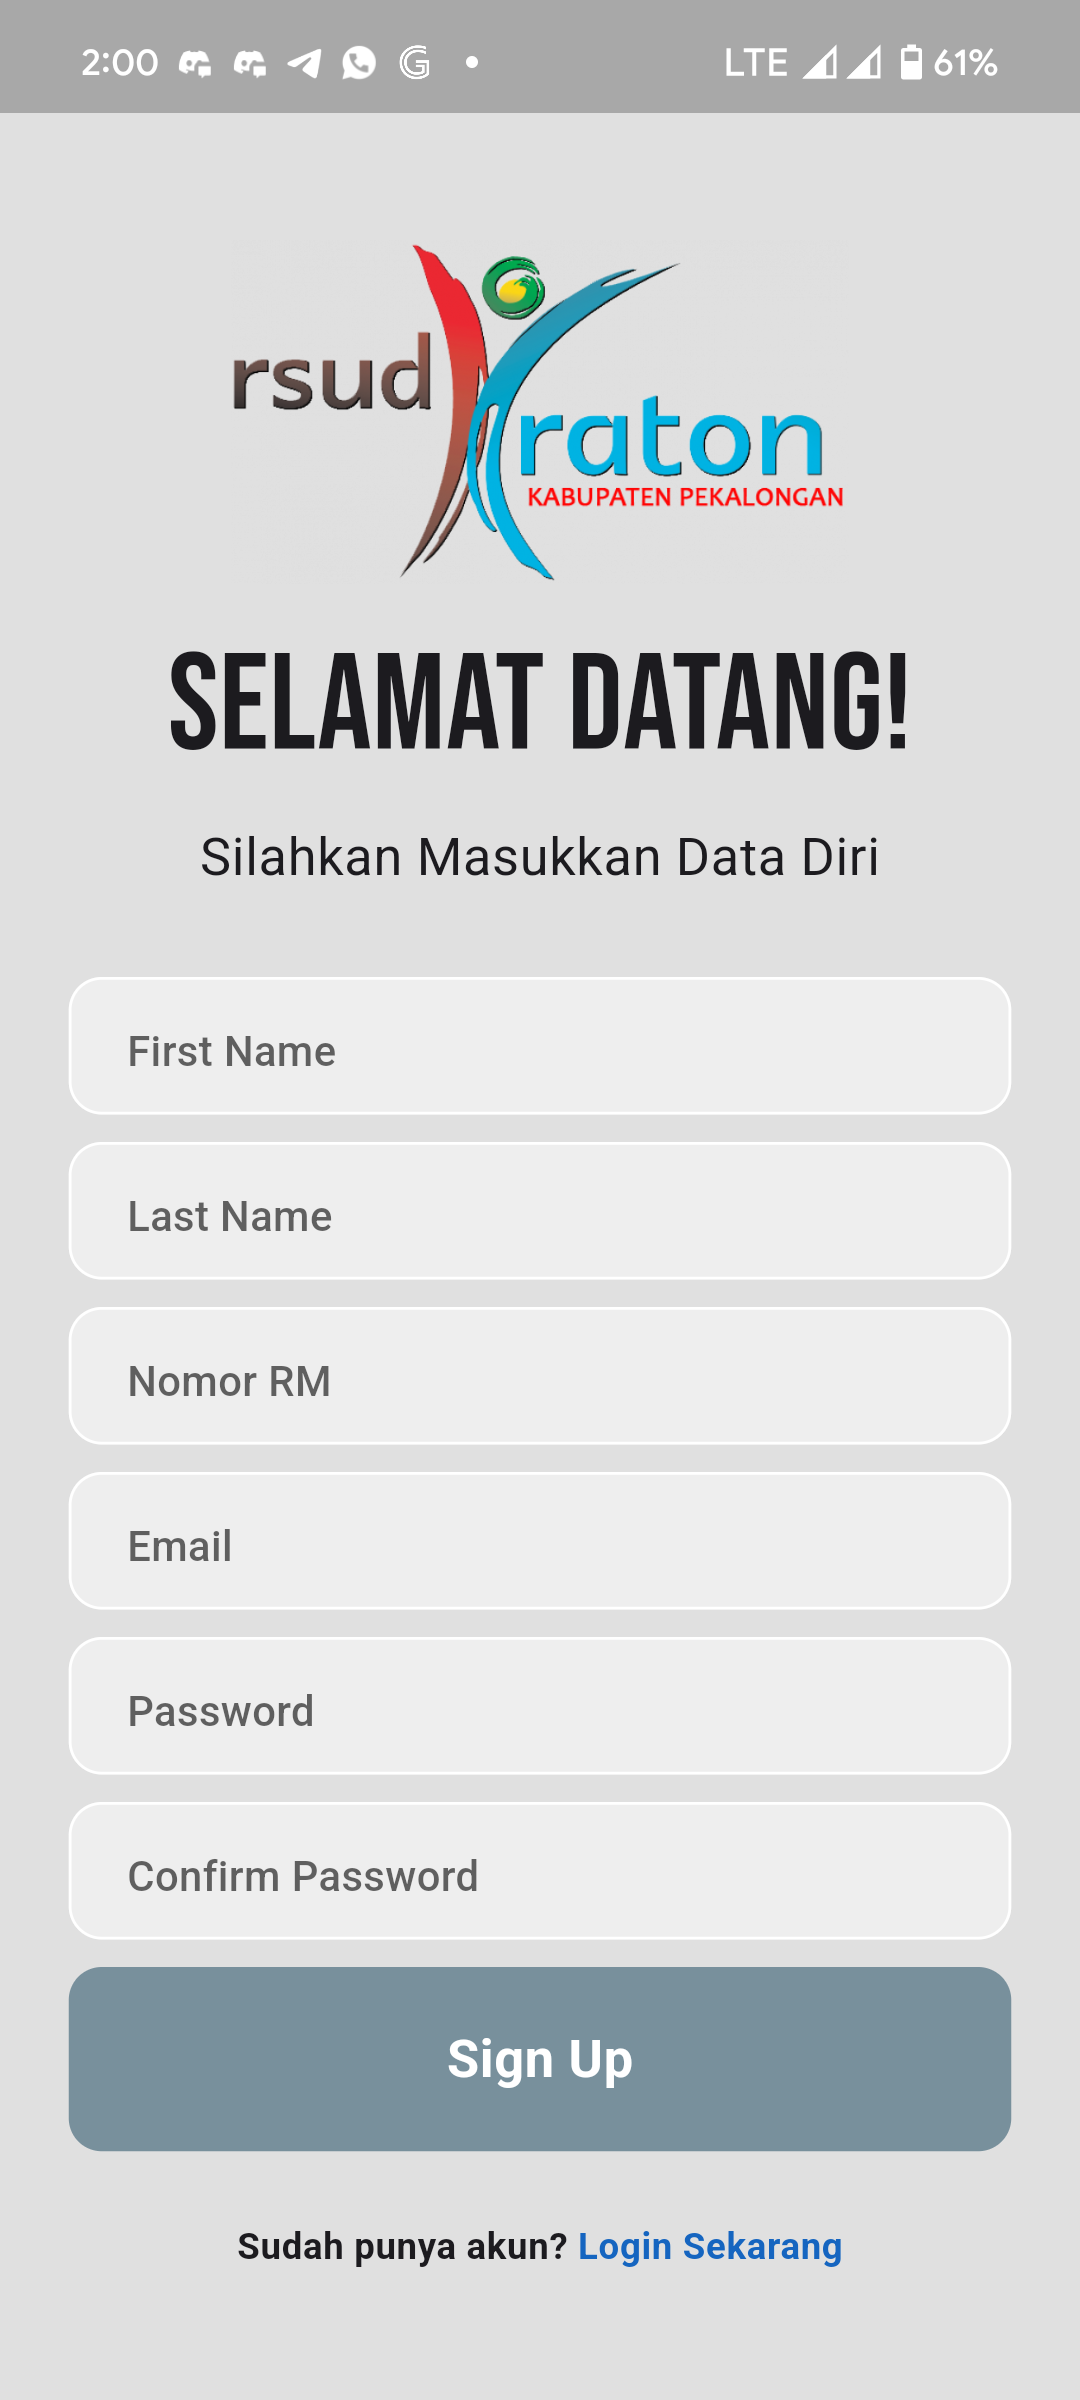 2:00 LTE 61%
rsud
Kraton
KABUPATEN PEKALONGAN
SELAMAT DATANG!
Silahkan Masukkan Data Diri
First Name
Last Name
Nomor RM
Email
Password
Confirm Password
Sign Up
Sudah punya akun? Login Sekarang